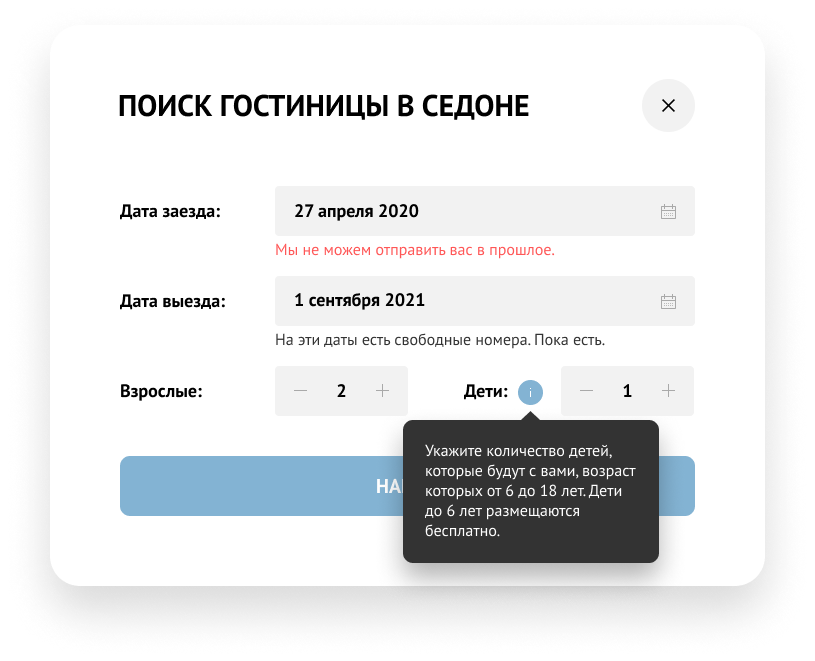 ПОИСК ГОСТИНИЦЫ В СЕДОНЕ
Дата заезда: 27 апреля 2020
Мы не можем отправить вас в прошлое.
Дата выезда: 1 сентября 2021
На эти даты есть свободные номера. Пока есть.
Взрослые: 2 Дети: i 1
Укажите количество детей,
которые будут с вами, возраст
которых от 6 до 18 лет. Дети
до 6 лет размещаются
бесплатно.